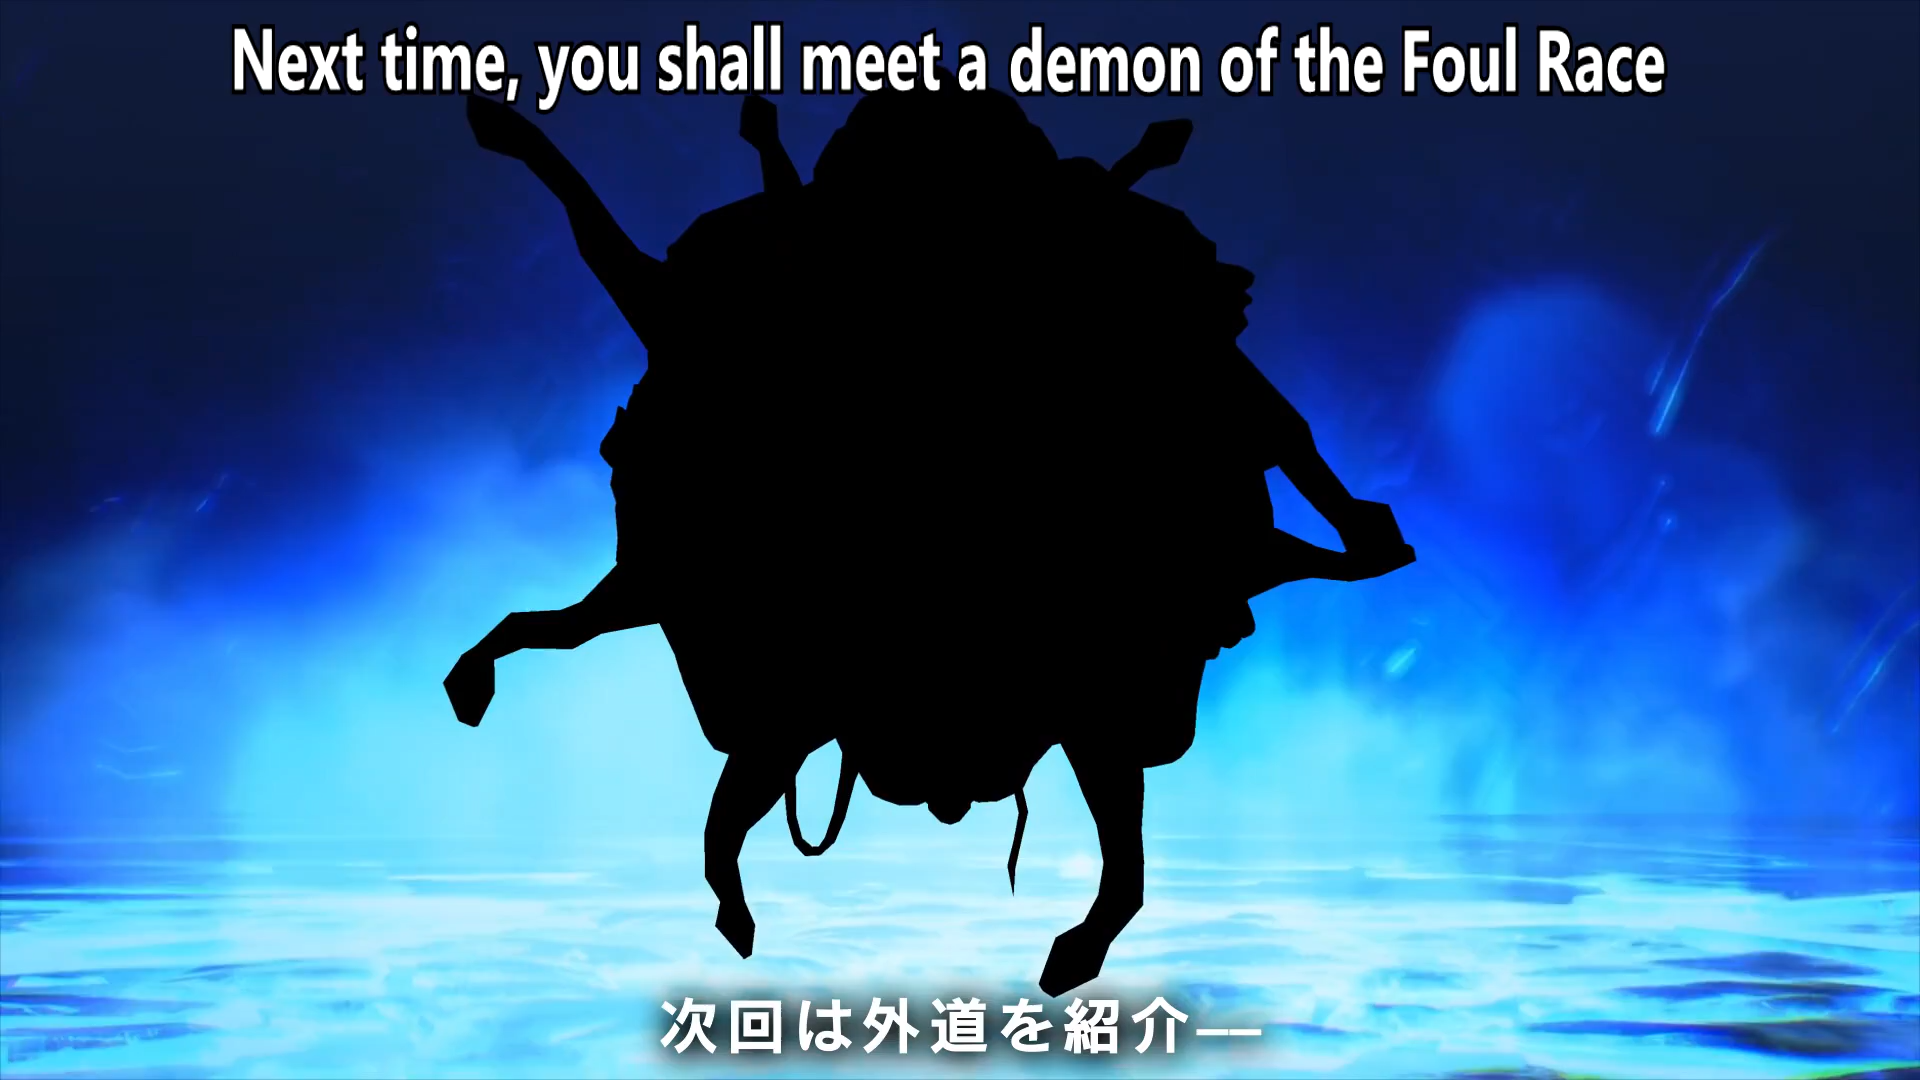 Next time, you shall meet a demon of the Foul Race
次回は外道を紹介――